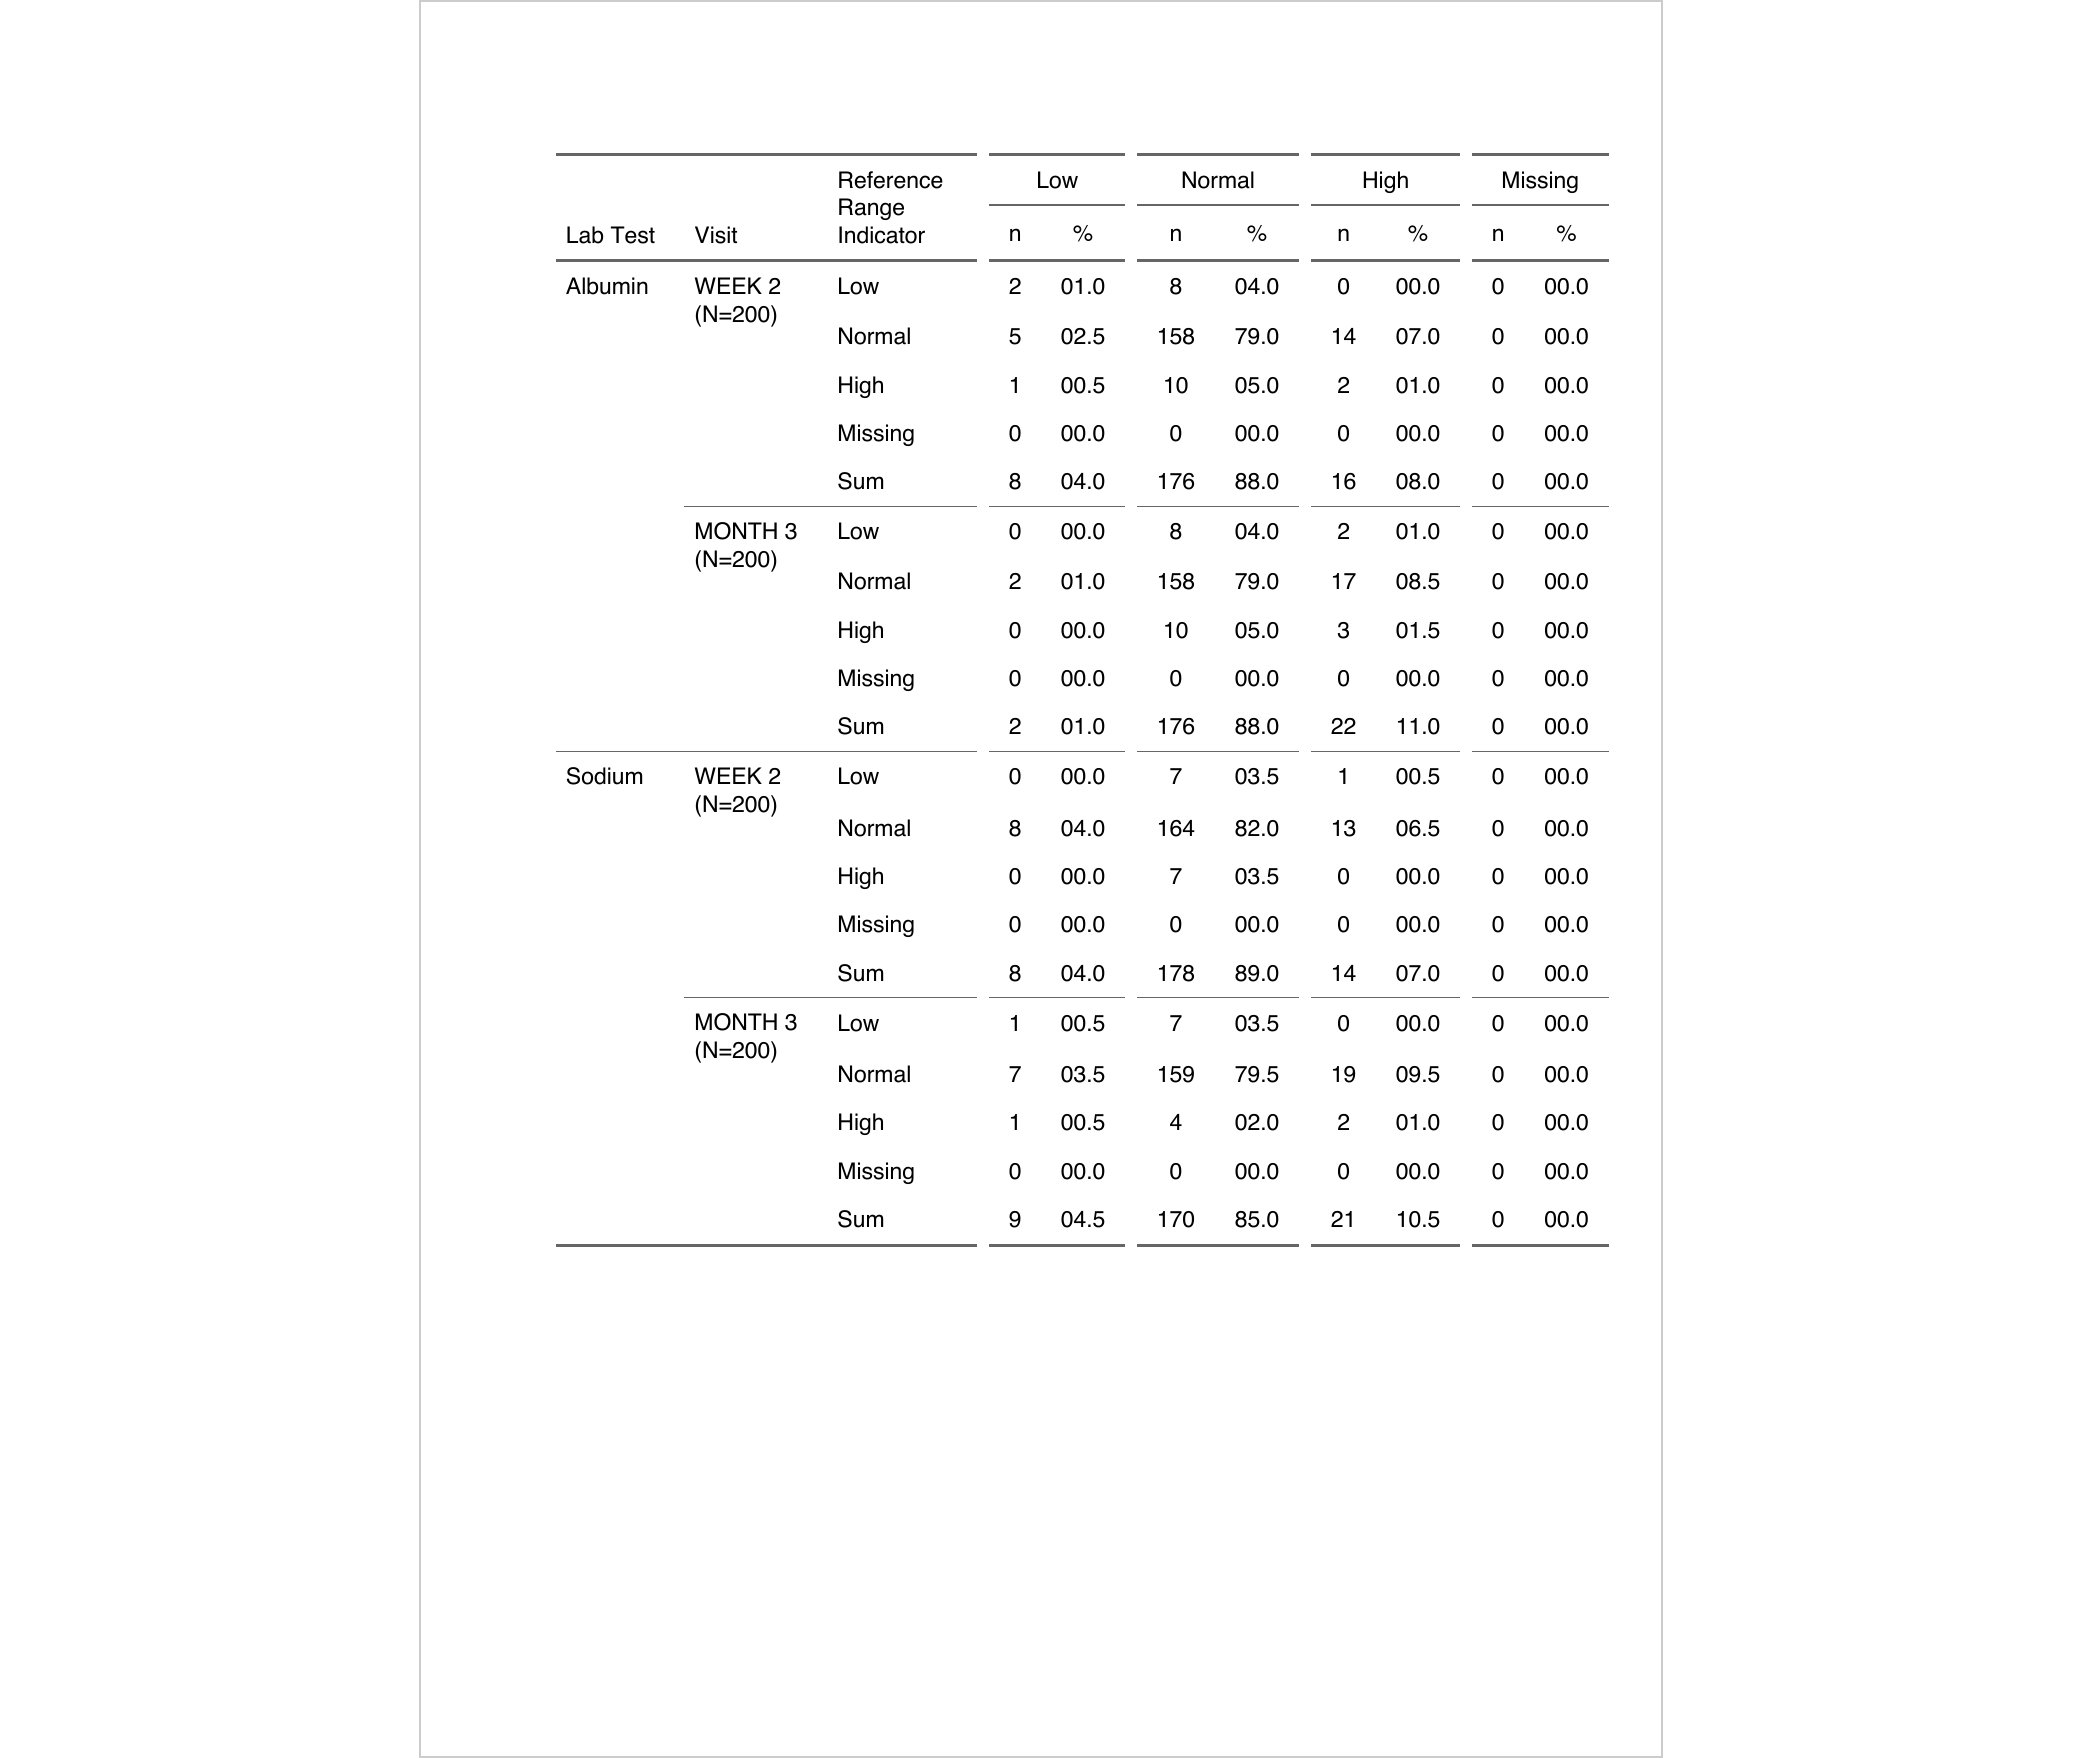 Lab Test Visit Reference Range Indicator Low Normal High Missing
n % n % n % n %
Albumin WEEK 2 (N=200) Low 2 01.0 8 04.0 0 00.0 0 00.0
Normal 5 02.5 158 79.0 14 07.0 0 00.0
High 1 00.5 10 05.0 2 01.0 0 00.0
Missing 0 00.0 0 00.0 0 00.0 0 00.0
Sum 8 04.0 176 88.0 16 08.0 0 00.0
MONTH 3 (N=200) Low 0 00.0 8 04.0 2 01.0 0 00.0
Normal 2 01.0 158 79.0 17 08.5 0 00.0
High 0 00.0 10 05.0 3 01.5 0 00.0
Missing 0 00.0 0 00.0 0 00.0 0 00.0
Sum 2 01.0 176 88.0 22 11.0 0 00.0
Sodium WEEK 2 (N=200) Low 0 00.0 7 03.5 1 00.5 0 00.0
Normal 8 04.0 164 82.0 13 06.5 0 00.0
High 0 00.0 7 03.5 0 00.0 0 00.0
Missing 0 00.0 0 00.0 0 00.0 0 00.0
Sum 8 04.0 178 89.0 14 07.0 0 00.0
MONTH 3 (N=200) Low 1 00.5 7 03.5 0 00.0 0 00.0
Normal 7 03.5 159 79.5 19 09.5 0 00.0
High 1 00.5 4 02.0 2 01.0 0 00.0
Missing 0 00.0 0 00.0 0 00.0 0 00.0
Sum 9 04.5 170 85.0 21 10.5 0 00.0